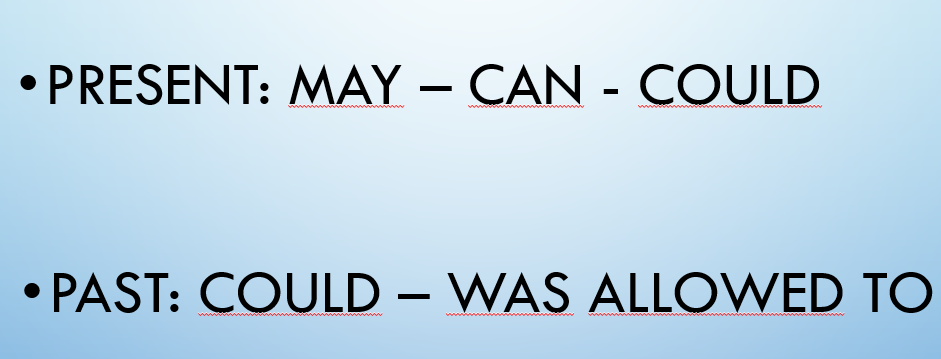 •PRESENT: MAY – CAN - COULD
•PAST: COULD – WAS ALLOWED TO